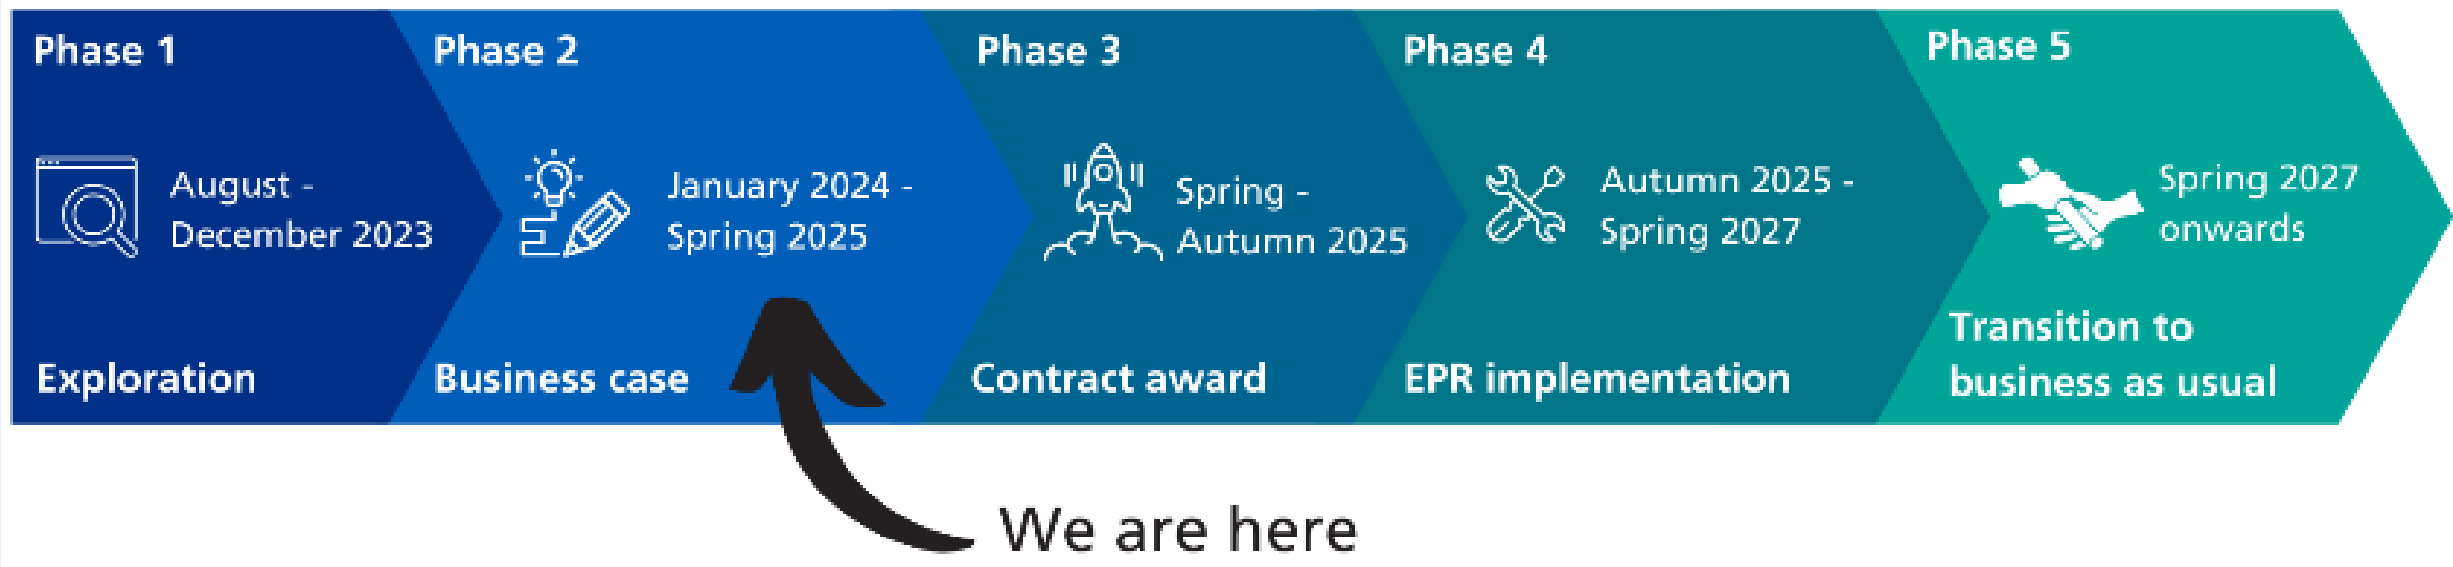 Phase 1
August -
December 2023
Exploration
Phase 2
January 2024 -
Spring 2025
Business case
Phase 3
Spring -
Autumn 2025
Contract award
Phase 4
Autumn 2025 -
Spring 2027
EPR implementation
Phase 5
Spring 2027
onwards
Transition to
business as usual
We are here